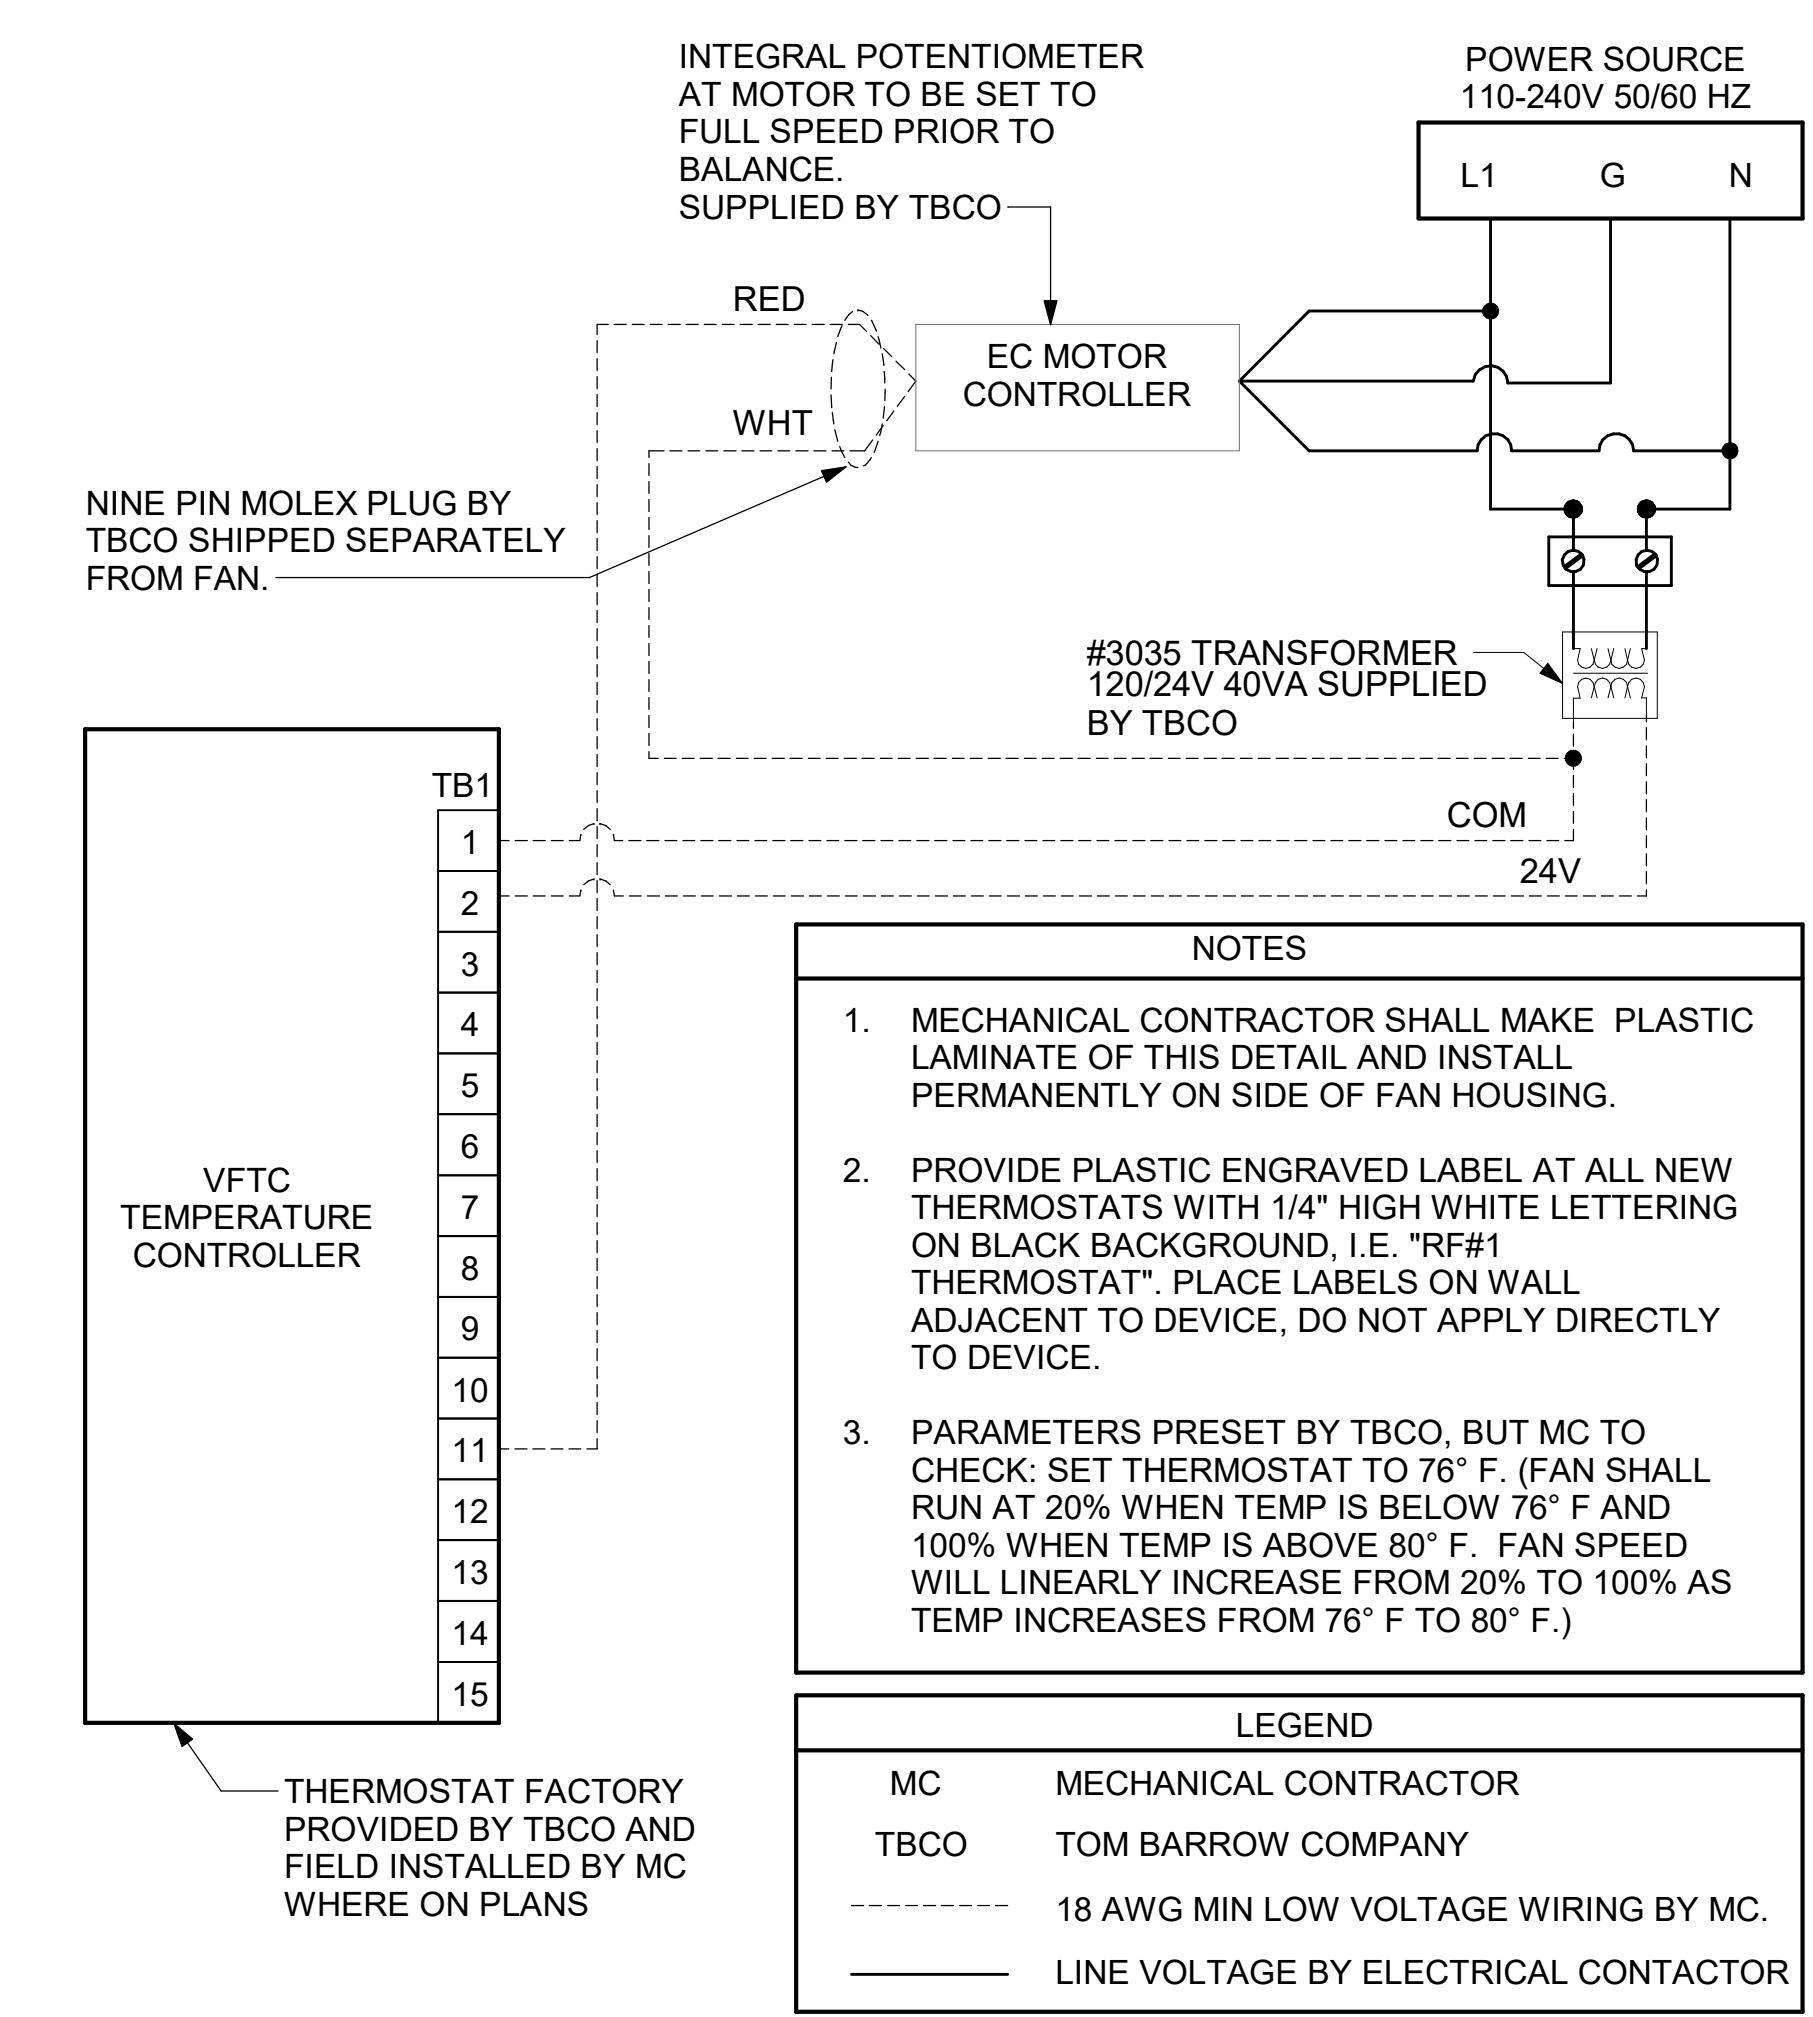 INTEGRAL POTENTIOMETER
AT MOTOR TO BE SET TO
FULL SPEED PRIOR TO
BALANCE.
SUPPLIED BY TBCO
POWER SOURCE
110-240V 50/60 HZ
L1 G N
RED
WHT
EC MOTOR
CONTROLLER
NINE PIN MOLEX PLUG BY
TBCO SHIPPED SEPARATELY
FROM FAN.
#3035 TRANSFORMER
120/24V 40VA SUPPLIED
BY TBCO
COM
24V
TB1
1
2
3
4
5
6
7
8
9
10
11
12
13
14
15
VFTC
TEMPERATURE
CONTROLLER
THERMOSTAT FACTORY
PROVIDED BY TBCO AND
FIELD INSTALLED BY MC
WHERE ON PLANS
NOTES
1. MECHANICAL CONTRACTOR SHALL MAKE PLASTIC
LAMINATE OF THIS DETAIL AND INSTALL
PERMANENTLY ON SIDE OF FAN HOUSING.
2. PROVIDE PLASTIC ENGRAVED LABEL AT ALL NEW
THERMOSTATS WITH 1/4" HIGH WHITE LETTERING
ON BLACK BACKGROUND, I.E. "RF#1
THERMOSTAT". PLACE LABELS ON WALL
ADJACENT TO DEVICE, DO NOT APPLY DIRECTLY
TO DEVICE.
3. PARAMETERS PRESET BY TBCO, BUT MC TO
CHECK: SET THERMOSTAT TO 76° F. (FAN SHALL
RUN AT 20% WHEN TEMP IS BELOW 76° F AND
100% WHEN TEMP IS ABOVE 80° F. FAN SPEED
WILL LINEARLY INCREASE FROM 20% TO 100% AS
TEMP INCREASES FROM 76° F TO 80° F.)
LEGEND
MC MECHANICAL CONTRACTOR
TBCO TOM BARROW COMPANY
18 AWG MIN LOW VOLTAGE WIRING BY MC.
LINE VOLTAGE BY ELECTRICAL CONTACTOR